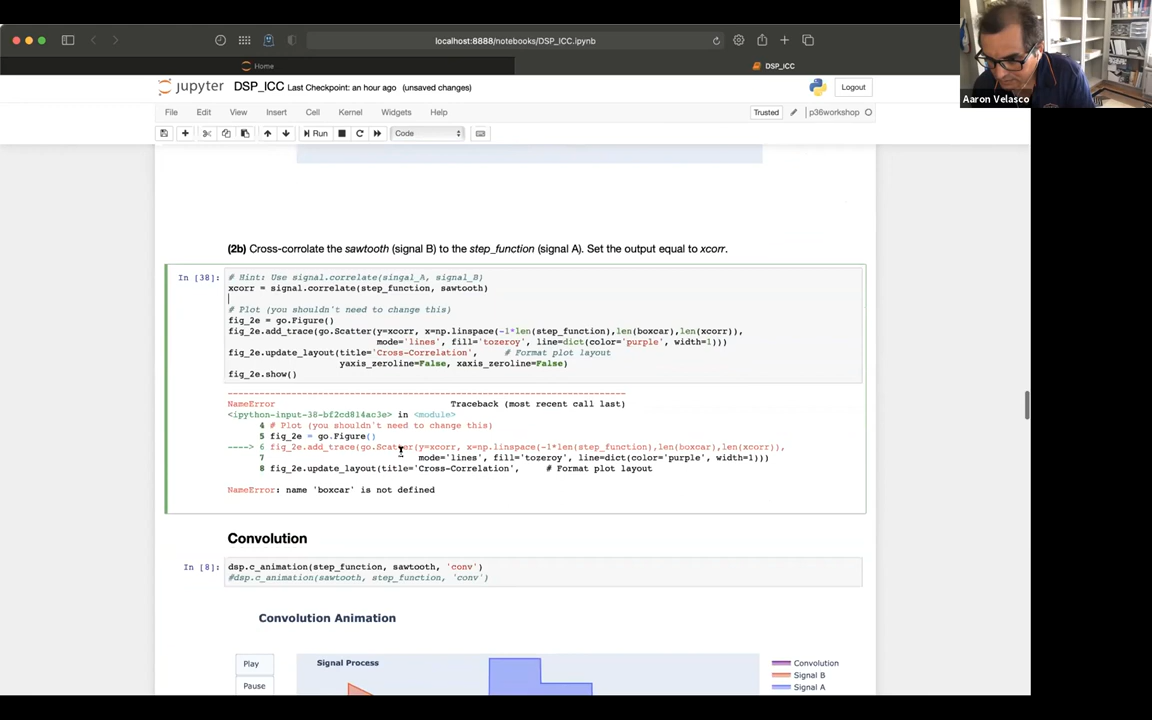 localhost:8888/notebooks/DSP_ICC.ipynb
Home
DSP_ICC
Aaron Velasco
jupyter DSP_ICC Last Checkpoint: an hour ago (unsaved changes)
Logout
File Edit View Insert Cell Kernel Widgets Help
Trusted p36workshop
Run Code
(2b) Cross-corrolate the sawtooth (signal B) to the step_function (signal A). Set the output equal to xcorr.
In [38]:
# Hint: Use signal.correlate(singal_A, signal_B)
xcorr = signal.correlate(step_function, sawtooth)
# Plot (you shouldn't need to change this)
fig_2e = go.Figure()
fig_2e.add_trace(go.Scatter(y=xcorr, x=np.linspace(-1*len(step_function),len(boxcar),len(xcorr)),
mode='lines', fill='tozeroy', line=dict(color='purple', width=1)))
fig_2e.update_layout(title='Cross-Correlation', # Format plot layout
yaxis_zeroline=False, xaxis_zeroline=False)
fig_2e.show()
---------------------------------------------------------------------------
NameError Traceback (most recent call last)
<ipython-input-38-bf2cd814ac3e> in <module>
4 # Plot (you shouldn't need to change this)
5 fig_2e = go.Figure()
----> 6 fig_2e.add_trace(go.Scatter(y=xcorr, x=np.linspace(-1*len(step_function),len(boxcar),len(xcorr)),
7 mode='lines', fill='tozeroy', line=dict(color='purple', width=1)))
8 fig_2e.update_layout(title='Cross-Correlation', # Format plot layout
NameError: name 'boxcar' is not defined
Convolution
In [8]:
dsp.c_animation(step_function, sawtooth, 'conv')
#dsp.c_animation(sawtooth, step_function, 'conv')
Convolution Animation
Play
Pause
Signal Process
Convolution
Signal B
Signal A